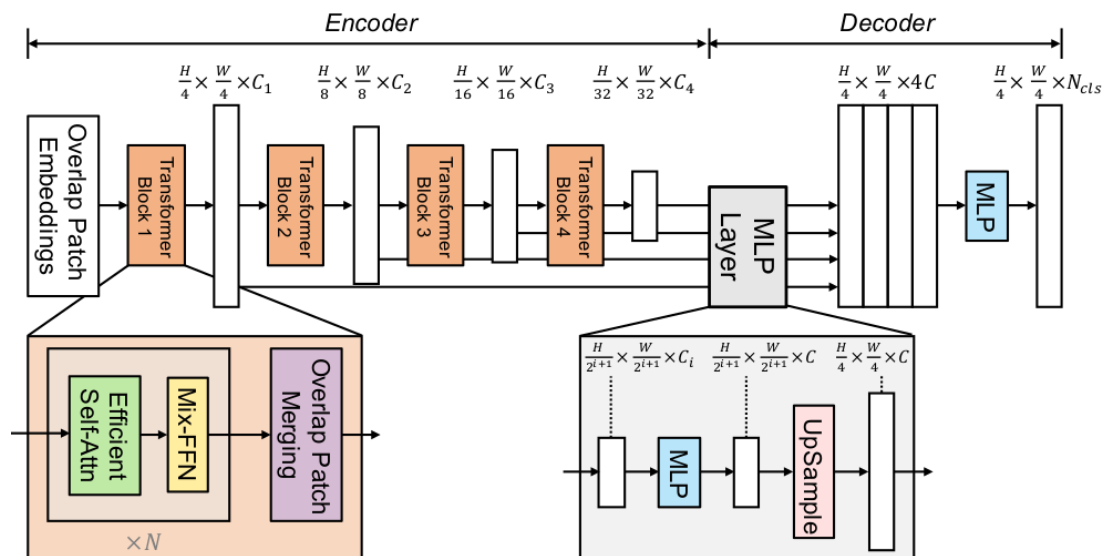 Encoder
Decoder
H/4 × W/4 × C₁
H/8 × W/8 × C₂
H/16 × W/16 × C₃
H/32 × W/32 × C₄
H/4 × W/4 × 4C
H/4 × W/4 × N_cls
Overlap Patch
Embeddings
Transformer
Block 1
Transformer
Block 2
Transformer
Block 3
Transformer
Block 4
MLP
Layer
MLP
Efficient
Self-Attn
Mix-FFN
Overlap Patch
Merging
×N
H/2^{i+1} × W/2^{i+1} × C_i
H/2^{i+1} × W/2^{i+1} × C
H/4 × W/4 × C
MLP
UpSample